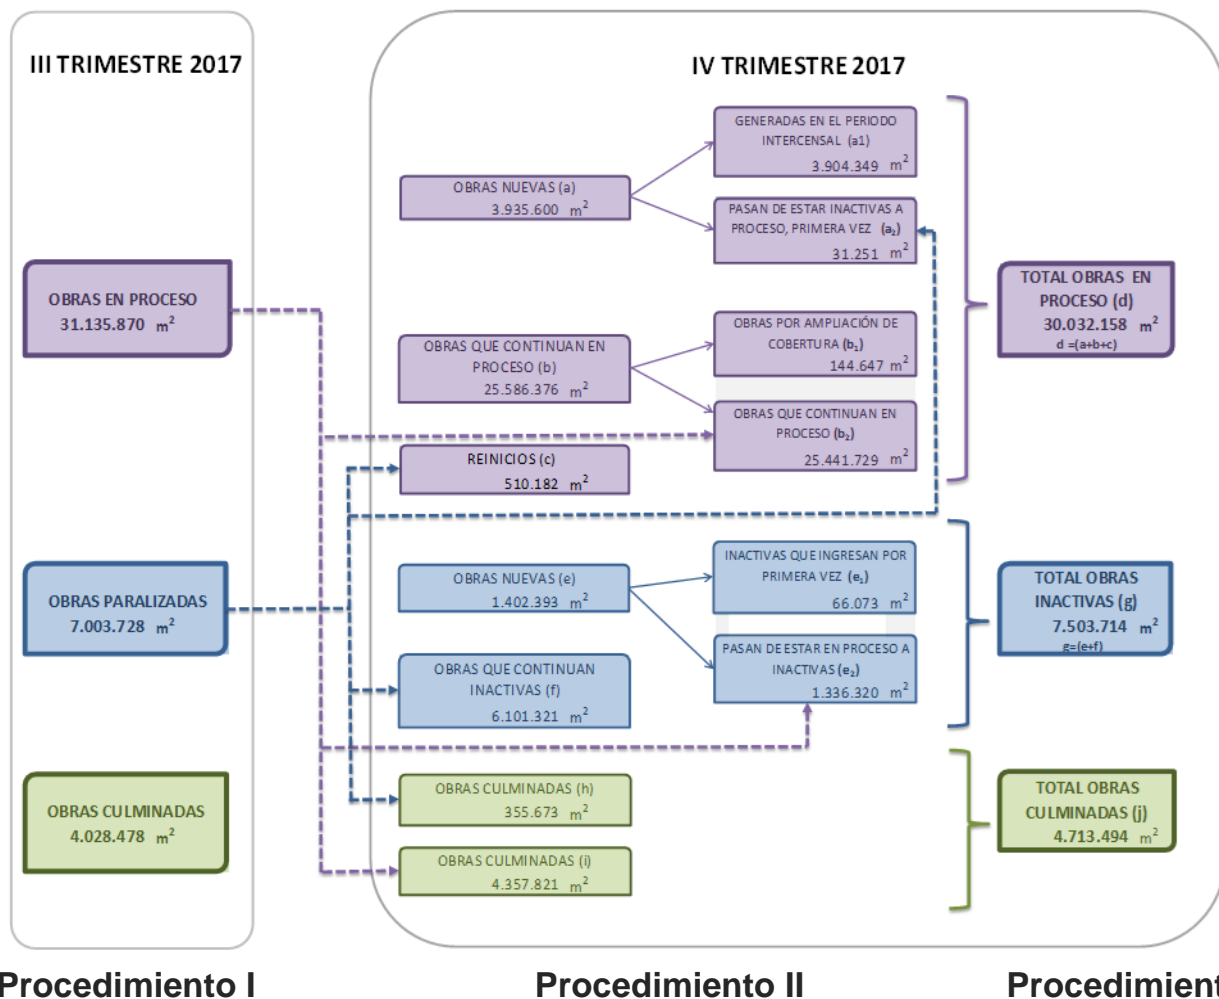 III TRIMESTRE 2017
OBRAS EN PROCESO
31.135.870 m²
OBRAS PARALIZADAS
7.003.728 m²
OBRAS CULMINADAS
4.028.478 m²
IV TRIMESTRE 2017
OBRAS NUEVAS (a)
3.935.600 m²
GENERADAS EN EL PERIODO
INTERCENSAL (a1)
3.904.349 m²
PASAN DE ESTAR INACTIVAS A
PROCESO, PRIMERA VEZ (a₂)
31.251 m²
OBRAS QUE CONTINUAN EN
PROCESO (b)
25.586.376 m²
OBRAS POR AMPLIACIÓN DE
COBERTURA (b₁)
144.647 m²
OBRAS QUE CONTINUAN EN
PROCESO (b₂)
25.441.729 m²
REINICIOS (c)
510.182 m²
TOTAL OBRAS EN
PROCESO (d)
30.032.158 m²
d =(a+b+c)
OBRAS NUEVAS (e)
1.402.393 m²
INACTIVAS QUE INGRESAN POR
PRIMERA VEZ (e₁)
66.073 m²
PASAN DE ESTAR EN PROCESO A
INACTIVAS (e₂)
1.336.320 m²
OBRAS QUE CONTINUAN
INACTIVAS (f)
6.101.321 m²
TOTAL OBRAS
INACTIVAS (g)
7.503.714 m²
g=(e+f)
OBRAS CULMINADAS (h)
355.673 m²
OBRAS CULMINADAS (i)
4.357.821 m²
TOTAL OBRAS
CULMINADAS (j)
4.713.494 m²
Procedimiento I
Procedimiento II
Procedimient